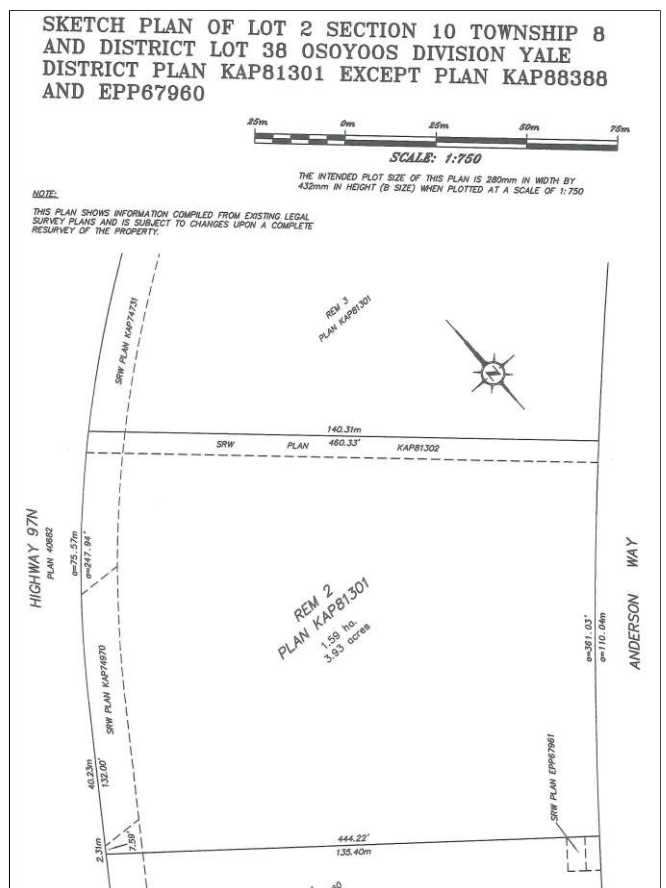 SKETCH PLAN OF LOT 2 SECTION 10 TOWNSHIP 8
AND DISTRICT LOT 38 OSOYOOS DIVISION YALE
DISTRICT PLAN KAP81301 EXCEPT PLAN KAP88388
AND EPP67960
25m 0m 25m 50m 75m
SCALE: 1:750
THE INTENDED PLOT SIZE OF THIS PLAN IS 280mm IN WIDTH BY
432mm IN HEIGHT (B SIZE) WHEN PLOTTED AT A SCALE OF 1:750
NOTE:
THIS PLAN SHOWS INFORMATION COMPILED FROM EXISTING LEGAL
SURVEY PLANS AND IS SUBJECT TO CHANGES UPON A COMPLETE
RESURVEY OF THE PROPERTY.
SRW PLAN KAP74731
REM 3
PLAN KAP81301
N
140.31m
SRW PLAN 460.33' KAP81302
HIGHWAY 97N
PLAN 40682
a=75.57m
a=247.94'
REM 2
PLAN KAP81301
1.59 ha.
3.93 acres
a=361.03'
a=110.04m
ANDERSON WAY
SRW PLAN KAP74970
40.23m
132.00'
SRW PLAN EPP67961
2.31m
7.59'
444.22'
135.40m